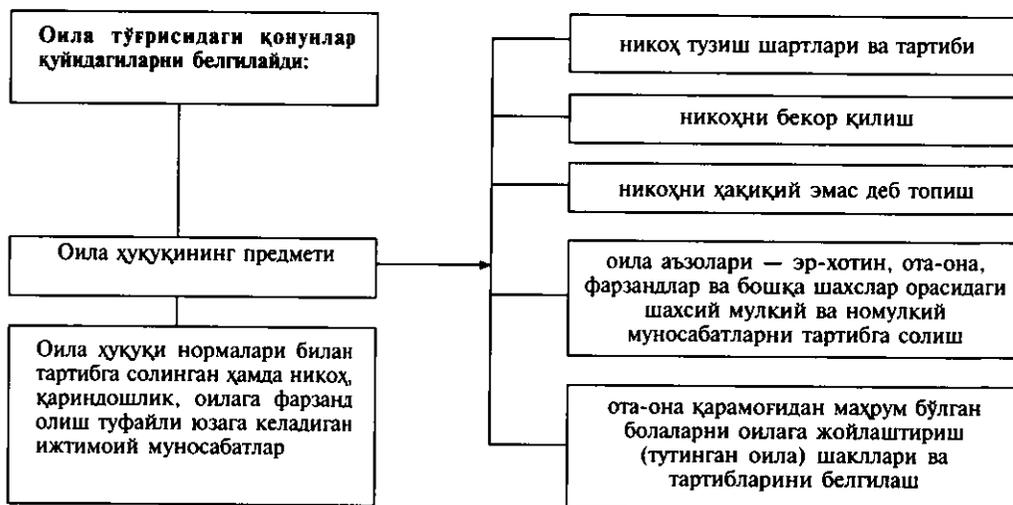 Оила тўғрисидаги қонунлар
қуйидагиларни белгилайди:
Оила ҳуқуқининг предмети
Оила ҳуқуқи нормалари билан
тартибга солинган ҳамда никоҳ,
қариндошлик, оилага фарзанд
олиш туфайли юзага келадиган
ижтимоий муносабатлар
никоҳ тузиш шартлари ва тартиби
никоҳни бекор қилиш
никоҳни ҳақиқий эмас деб топиш
оила аъзолари — эр-хотин, ота-она,
фарзандлар ва бошқа шахслар орасидаги
шахсий мулкий ва номулкий
муносабатларни тартибга солиш
ота-она қарамоғидан маҳрум бўлган
болаларни оилага жойлаштириш
(тутинган оила) шакллари ва
тартибларини белгилаш